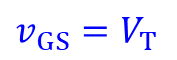 v_GS = V_T